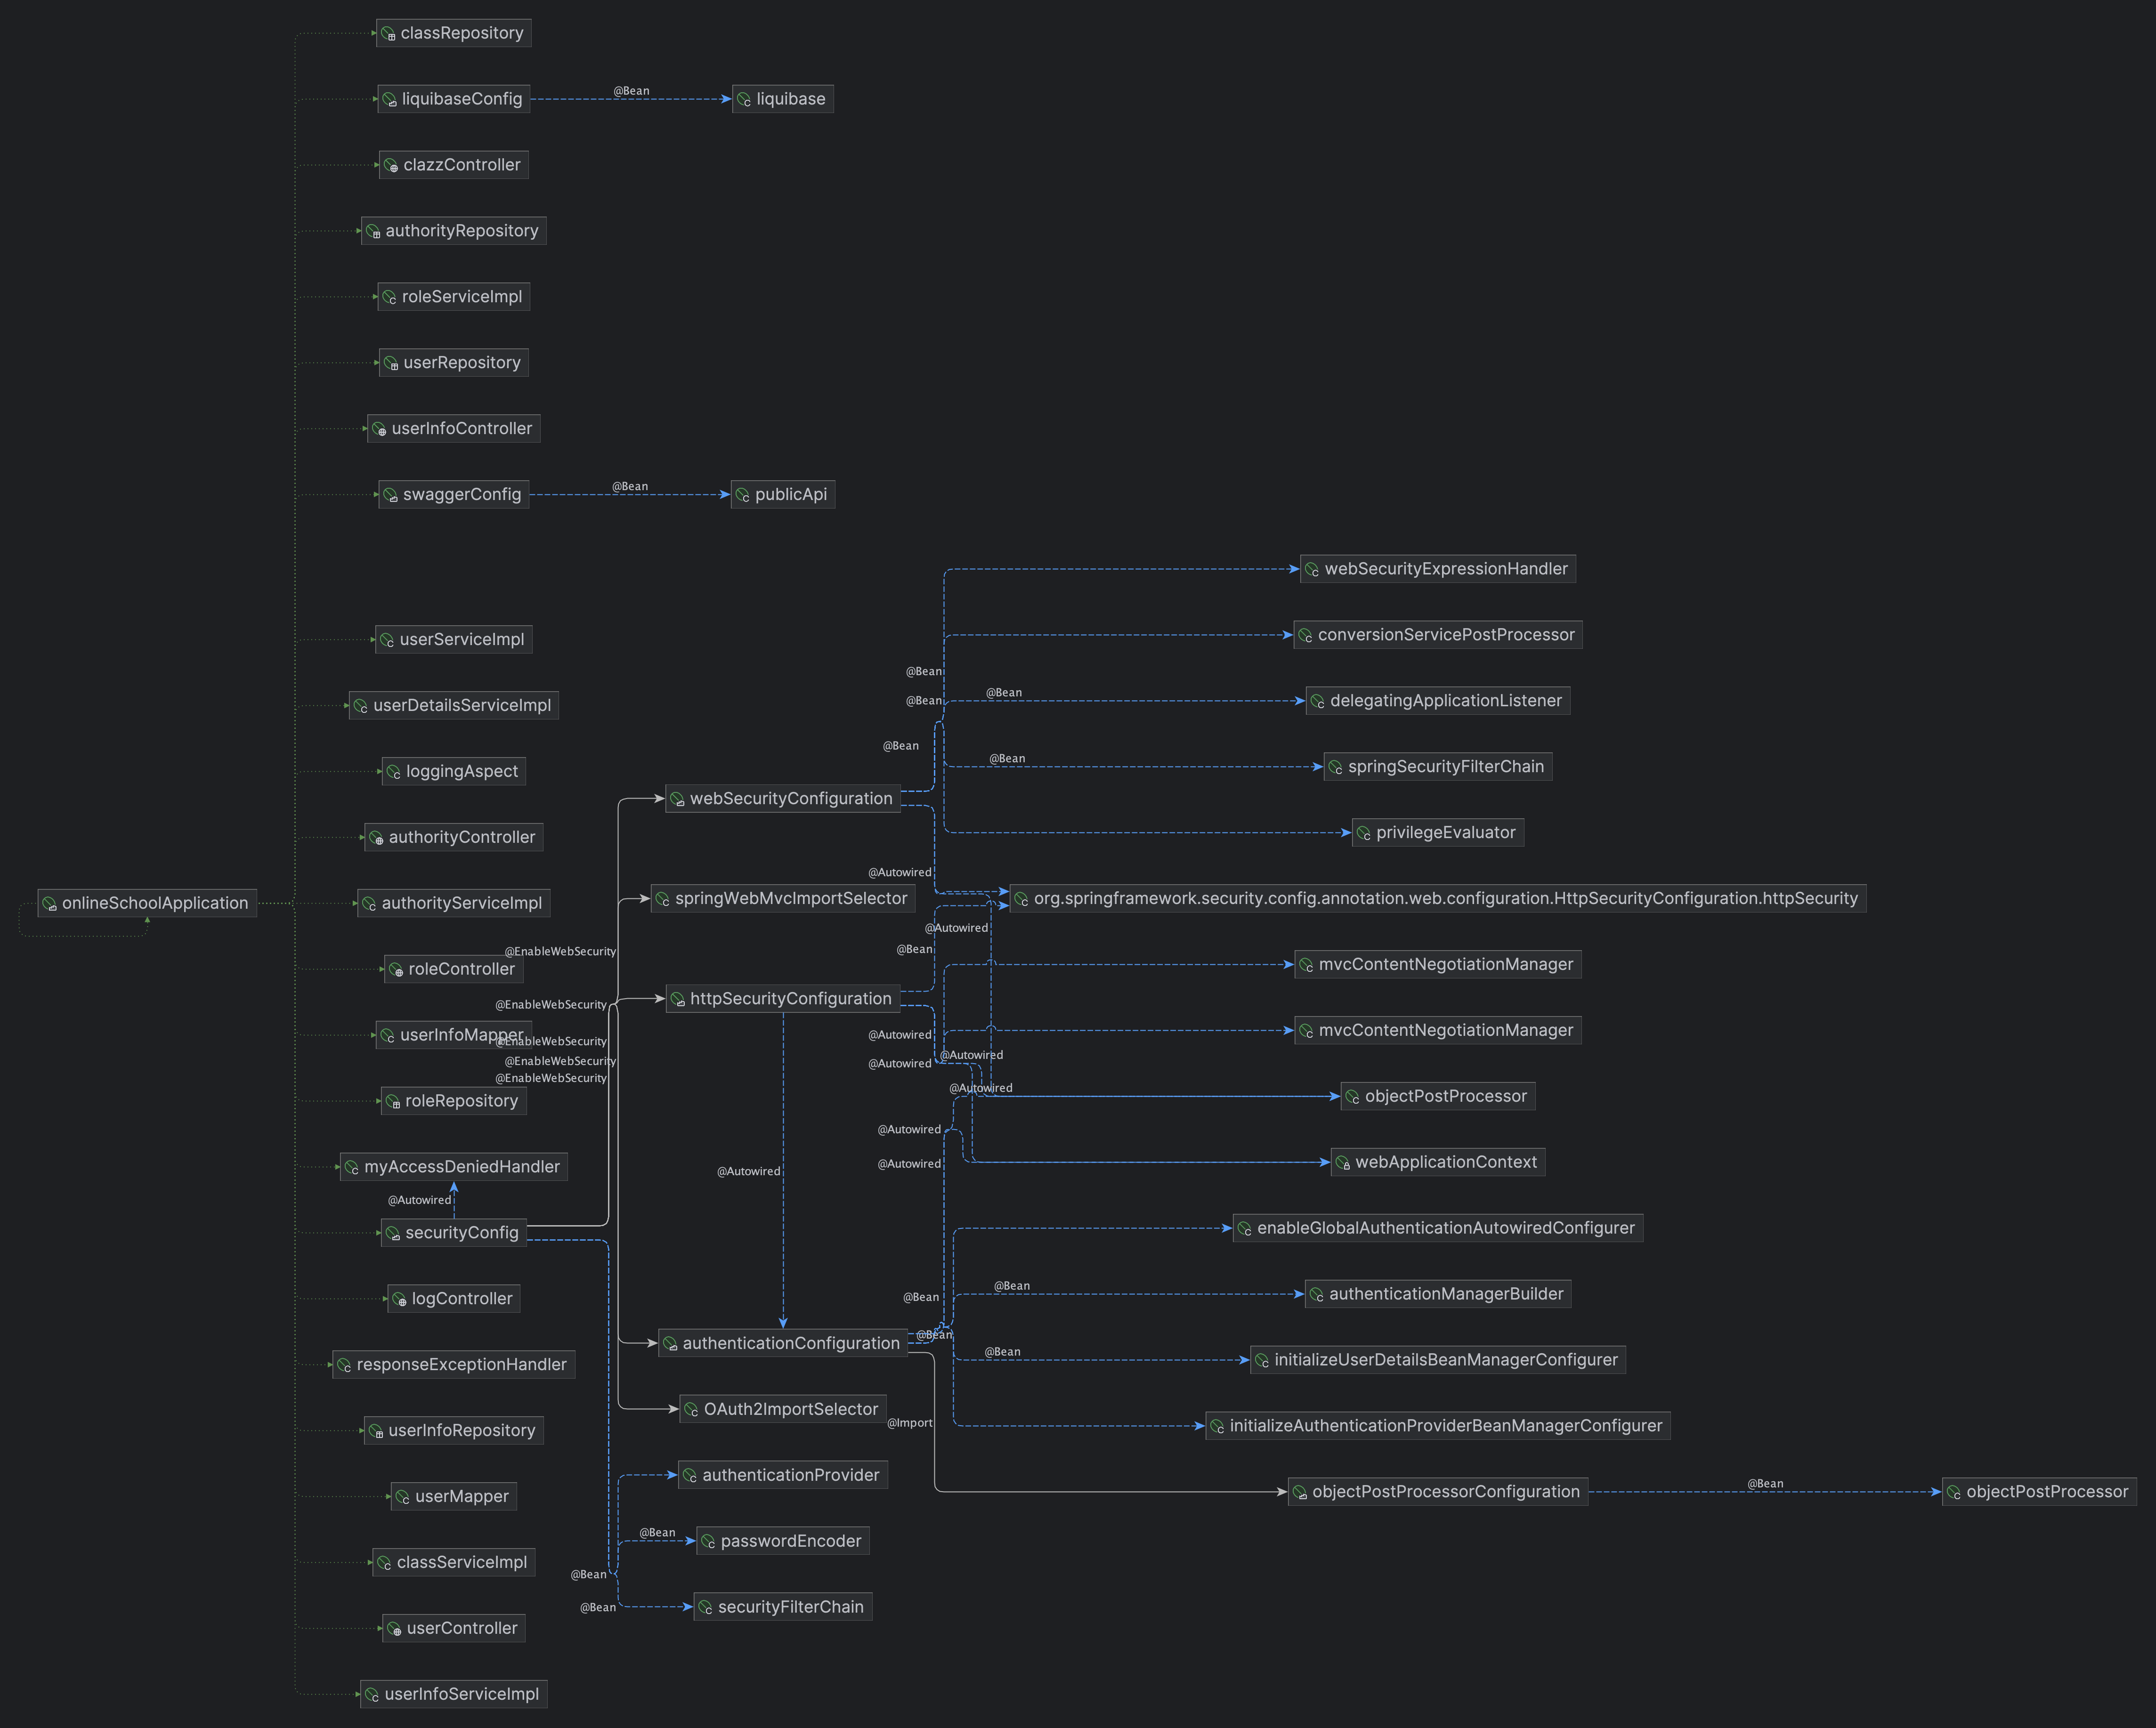 classRepository
liquibaseConfig
@Bean
liquibase
clazzController
authorityRepository
roleServiceImpl
userRepository
userInfoController
swaggerConfig
@Bean
publicApi
webSecurityExpressionHandler
userServiceImpl
conversionServicePostProcessor
@Bean
userDetailsServiceImpl
@Bean
@Bean
delegatingApplicationListener
@Bean
loggingAspect
@Bean
springSecurityFilterChain
webSecurityConfiguration
authorityController
privilegeEvaluator
@Autowired
onlineSchoolApplication
authorityServiceImpl
springWebMvcImportSelector
org.springframework.security.config.annotation.web.configuration.HttpSecurityConfiguration.httpSecurity
@Autowired
@EnableWebSecurity
@Bean
roleController
mvcContentNegotiationManager
@EnableWebSecurity
httpSecurityConfiguration
userInfoMapper
@EnableWebSecurity
@Autowired
mvcContentNegotiationManager
@EnableWebSecurity
@Autowired
@Autowired
@EnableWebSecurity
@Autowired
roleRepository
objectPostProcessor
@Autowired
myAccessDeniedHandler
@Autowired
@Autowired
webApplicationContext
@Autowired
securityConfig
enableGlobalAuthenticationAutowiredConfigurer
logController
@Bean
@Bean
authenticationManagerBuilder
authenticationConfiguration
@Bean
@Bean
responseExceptionHandler
initializeUserDetailsBeanManagerConfigurer
OAuth2ImportSelector
@Import
userInfoRepository
initializeAuthenticationProviderBeanManagerConfigurer
authenticationProvider
userMapper
objectPostProcessorConfiguration
@Bean
objectPostProcessor
@Bean
passwordEncoder
classServiceImpl
@Bean
@Bean
securityFilterChain
userController
userInfoServiceImpl